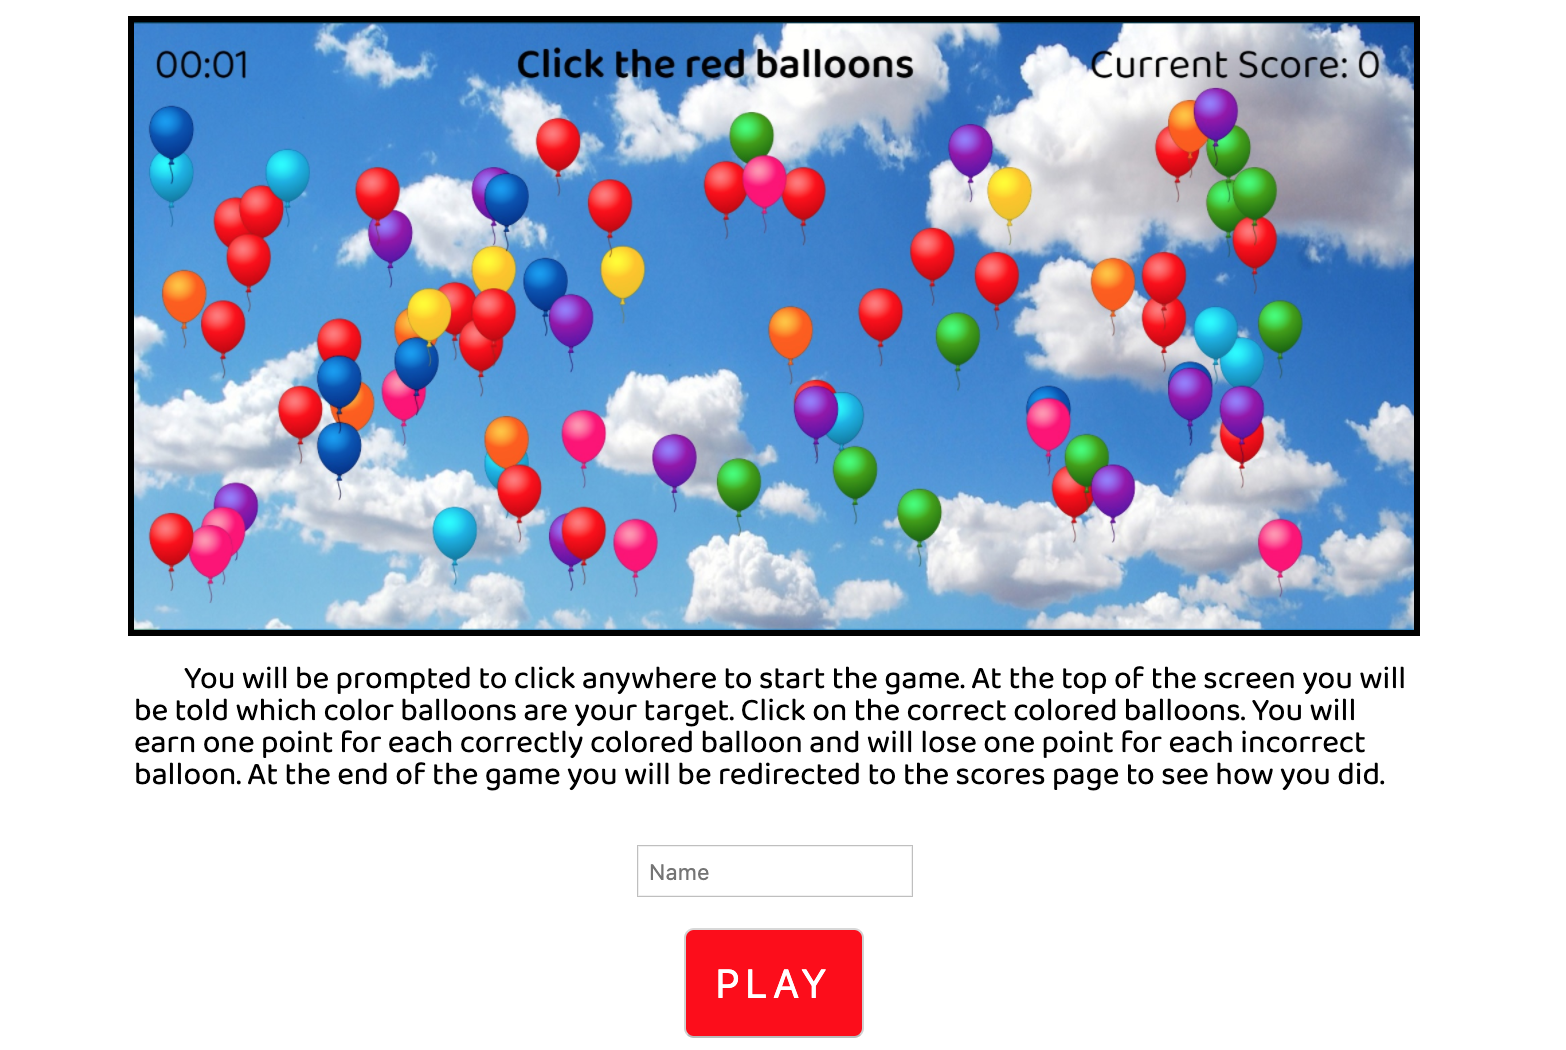 00:01
Click the red balloons
Current Score: 0
You will be prompted to click anywhere to start the game. At the top of the screen you will
be told which color balloons are your target. Click on the correct colored balloons. You will
earn one point for each correctly colored balloon and will lose one point for each incorrect
balloon. At the end of the game you will be redirected to the scores page to see how you did.
Name
PLAY